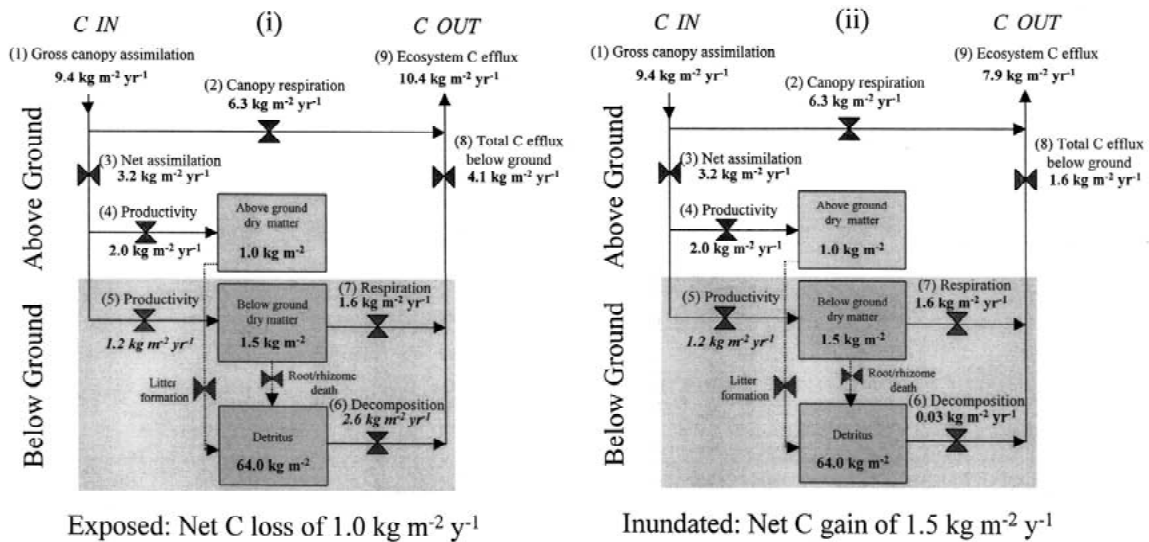 C IN
(i)
C OUT
(1) Gross canopy assimilation
9.4 kg m⁻² yr⁻¹
(9) Ecosystem C efflux
10.4 kg m⁻² yr⁻¹
(2) Canopy respiration
6.3 kg m⁻² yr⁻¹
Above Ground
(3) Net assimilation
3.2 kg m⁻² yr⁻¹
(8) Total C efflux
below ground
4.1 kg m⁻² yr⁻¹
(4) Productivity
2.0 kg m⁻² yr⁻¹
Above ground
dry matter
1.0 kg m⁻²
Below Ground
(5) Productivity
1.2 kg m⁻² yr⁻¹
Below ground
dry matter
1.5 kg m⁻²
(7) Respiration
1.6 kg m⁻² yr⁻¹
Litter
formation
Root/rhizome
death
(6) Decomposition
2.6 kg m⁻² yr⁻¹
Detritus
64.0 kg m⁻²
Exposed: Net C loss of 1.0 kg m⁻² y⁻¹
C IN
(ii)
C OUT
(1) Gross canopy assimilation
9.4 kg m⁻² yr⁻¹
(9) Ecosystem C efflux
7.9 kg m⁻² yr⁻¹
(2) Canopy respiration
6.3 kg m⁻² yr⁻¹
Above Ground
(3) Net assimilation
3.2 kg m⁻² yr⁻¹
(8) Total C efflux
below ground
1.6 kg m⁻² yr⁻¹
(4) Productivity
2.0 kg m⁻² yr⁻¹
Above ground
dry matter
1.0 kg m⁻²
Below Ground
(5) Productivity
1.2 kg m⁻² yr⁻¹
Below ground
dry matter
1.5 kg m⁻²
(7) Respiration
1.6 kg m⁻² yr⁻¹
Litter
formation
Root/rhizome
death
(6) Decomposition
0.03 kg m⁻² yr⁻¹
Detritus
64.0 kg m⁻²
Inundated: Net C gain of 1.5 kg m⁻² y⁻¹